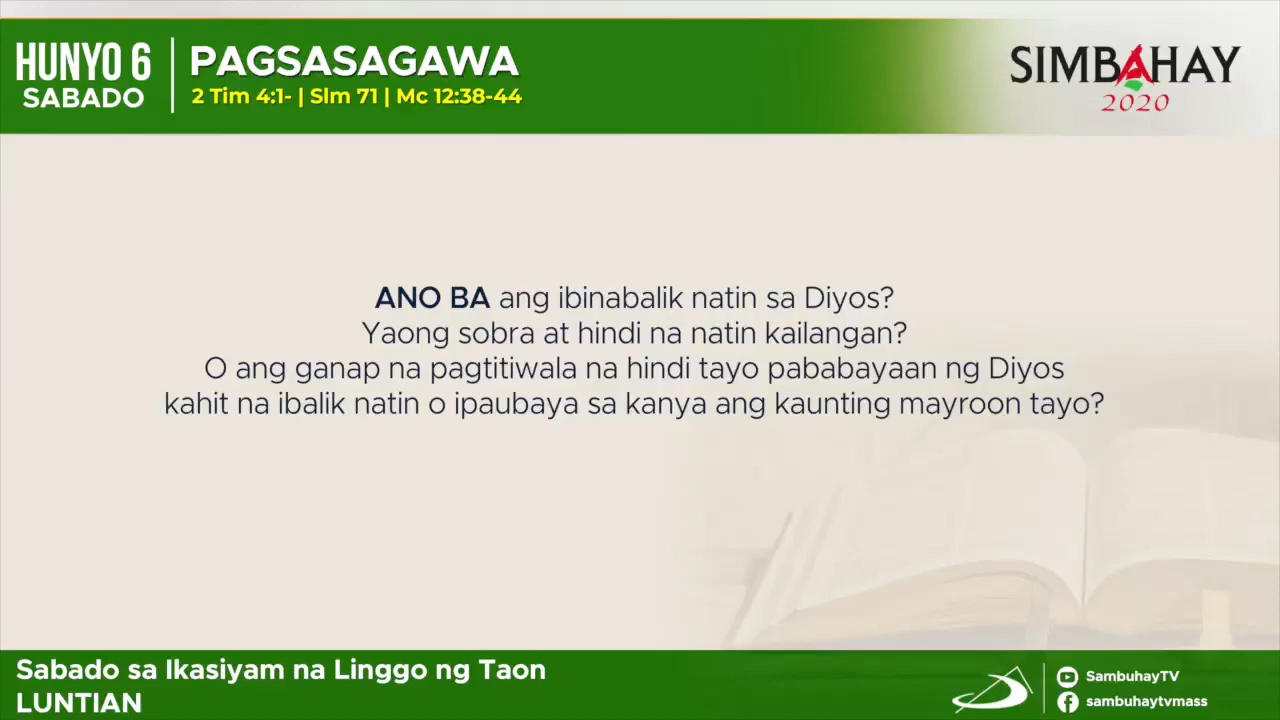 HUNYO 6
SABADO
PAGSASAGAWA
2 Tim 4:1- | Slm 71 | Mc 12:38-44
SIMBAHAY
2020
ANO BA ang ibinabalik natin sa Diyos?
Yaong sobra at hindi na natin kailangan?
O ang ganap na pagtitiwala na hindi tayo pababayaan ng Diyos
kahit na ibalik natin o ipaubaya sa kanya ang kaunting mayroon tayo?
Sabado sa Ikasiyam na Linggo ng Taon
LUNTIAN
SambuhayTV
sambuhaytvmass